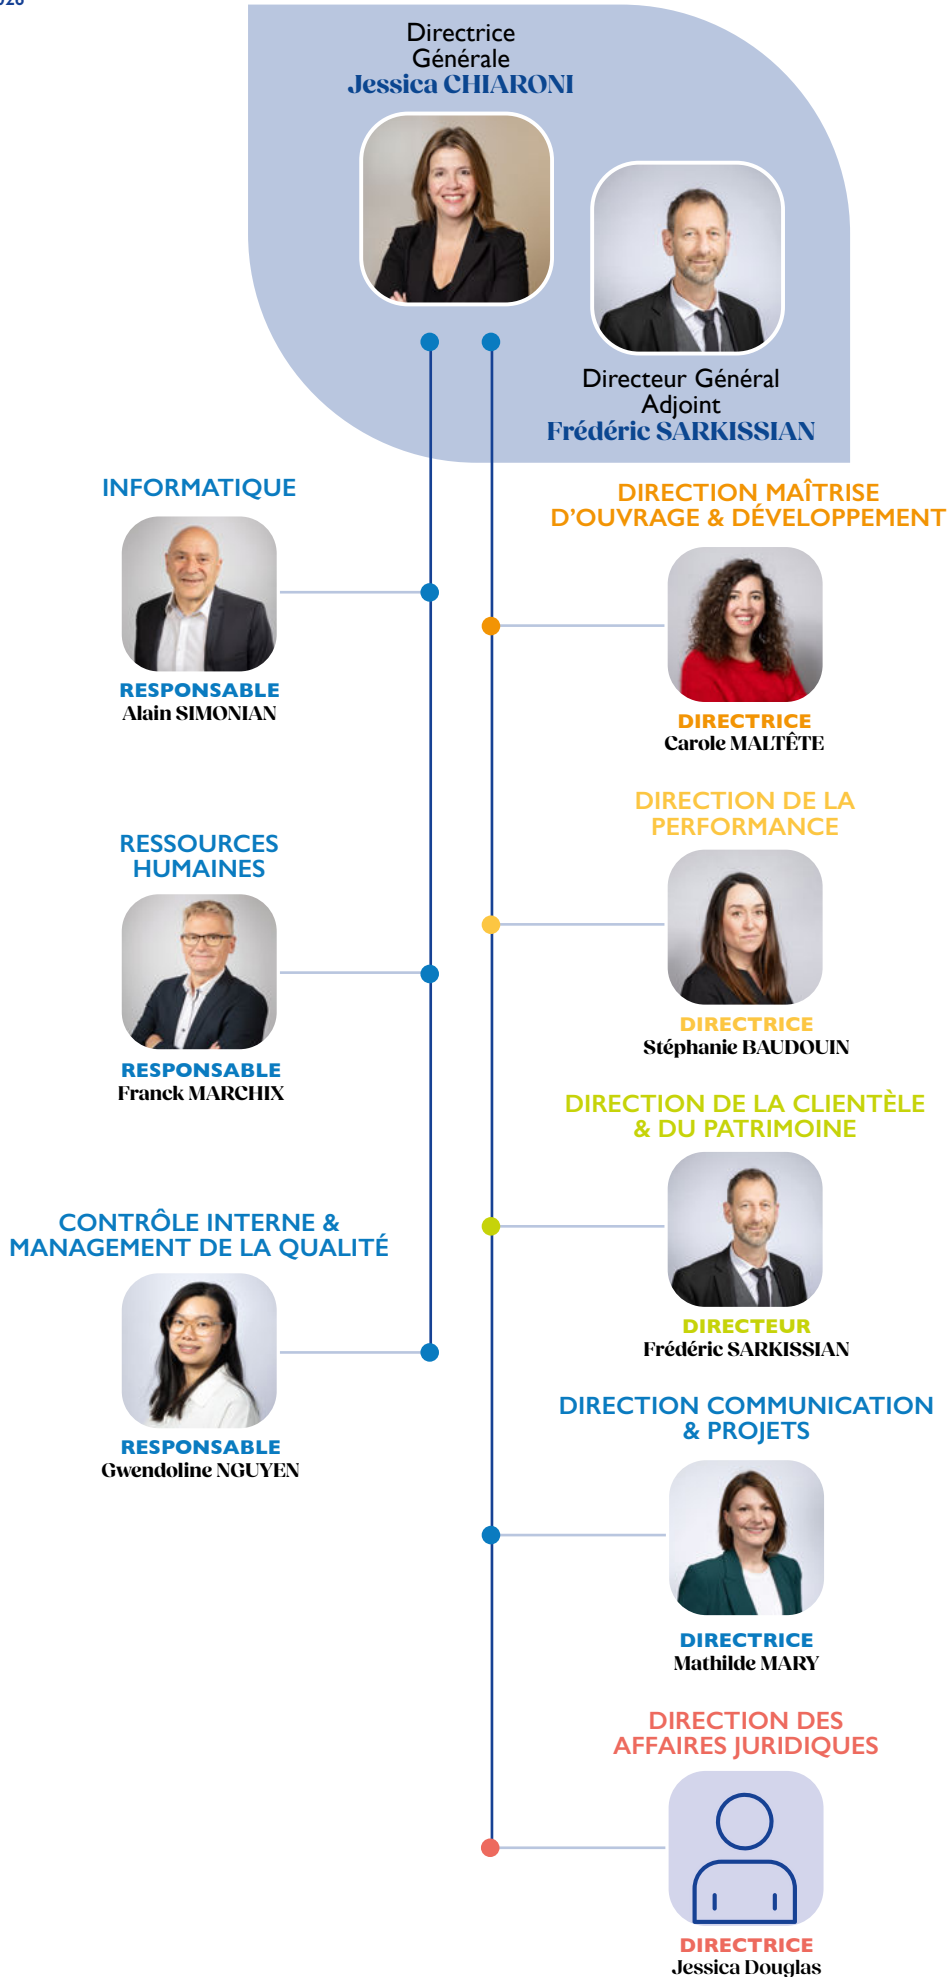 Directrice
Générale
Jessica CHIARONI
Directeur Général
Adjoint
Frédéric SARKISSIAN
INFORMATIQUE
RESPONSABLE
Alain SIMONIAN
RESSOURCES
HUMAINES
RESPONSABLE
Franck MARCHIX
CONTRÔLE INTERNE &
MANAGEMENT DE LA QUALITÉ
RESPONSABLE
Gwendoline NGUYEN
DIRECTION MAÎTRISE
D'OUVRAGE & DÉVELOPPEMENT
DIRECTRICE
Carole MALTÊTE
DIRECTION DE LA
PERFORMANCE
DIRECTRICE
Stéphanie BAUDOUIN
DIRECTION DE LA CLIENTÈLE
& DU PATRIMOINE
DIRECTEUR
Frédéric SARKISSIAN
DIRECTION COMMUNICATION
& PROJETS
DIRECTRICE
Mathilde MARY
DIRECTION DES
AFFAIRES JURIDIQUES
DIRECTRICE
Jessica Douglas